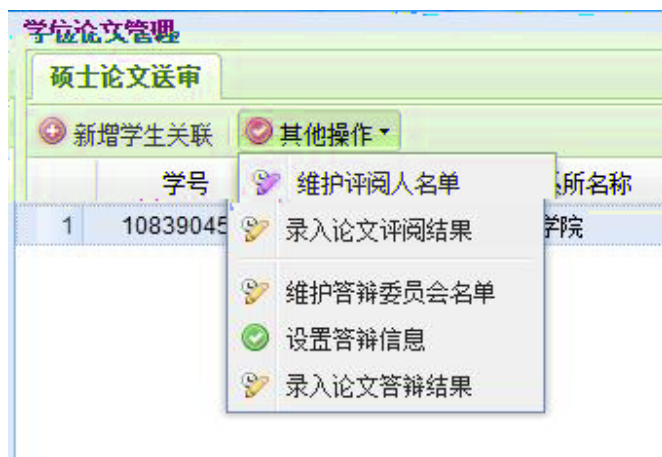 学位论文管理
硕士论文送审
新增学生关联 其他操作
学号 系所名称
维护评阅人名单
1 10839045 学院
录入论文评阅结果
维护答辩委员会名单
设置答辩信息
录入论文答辩结果